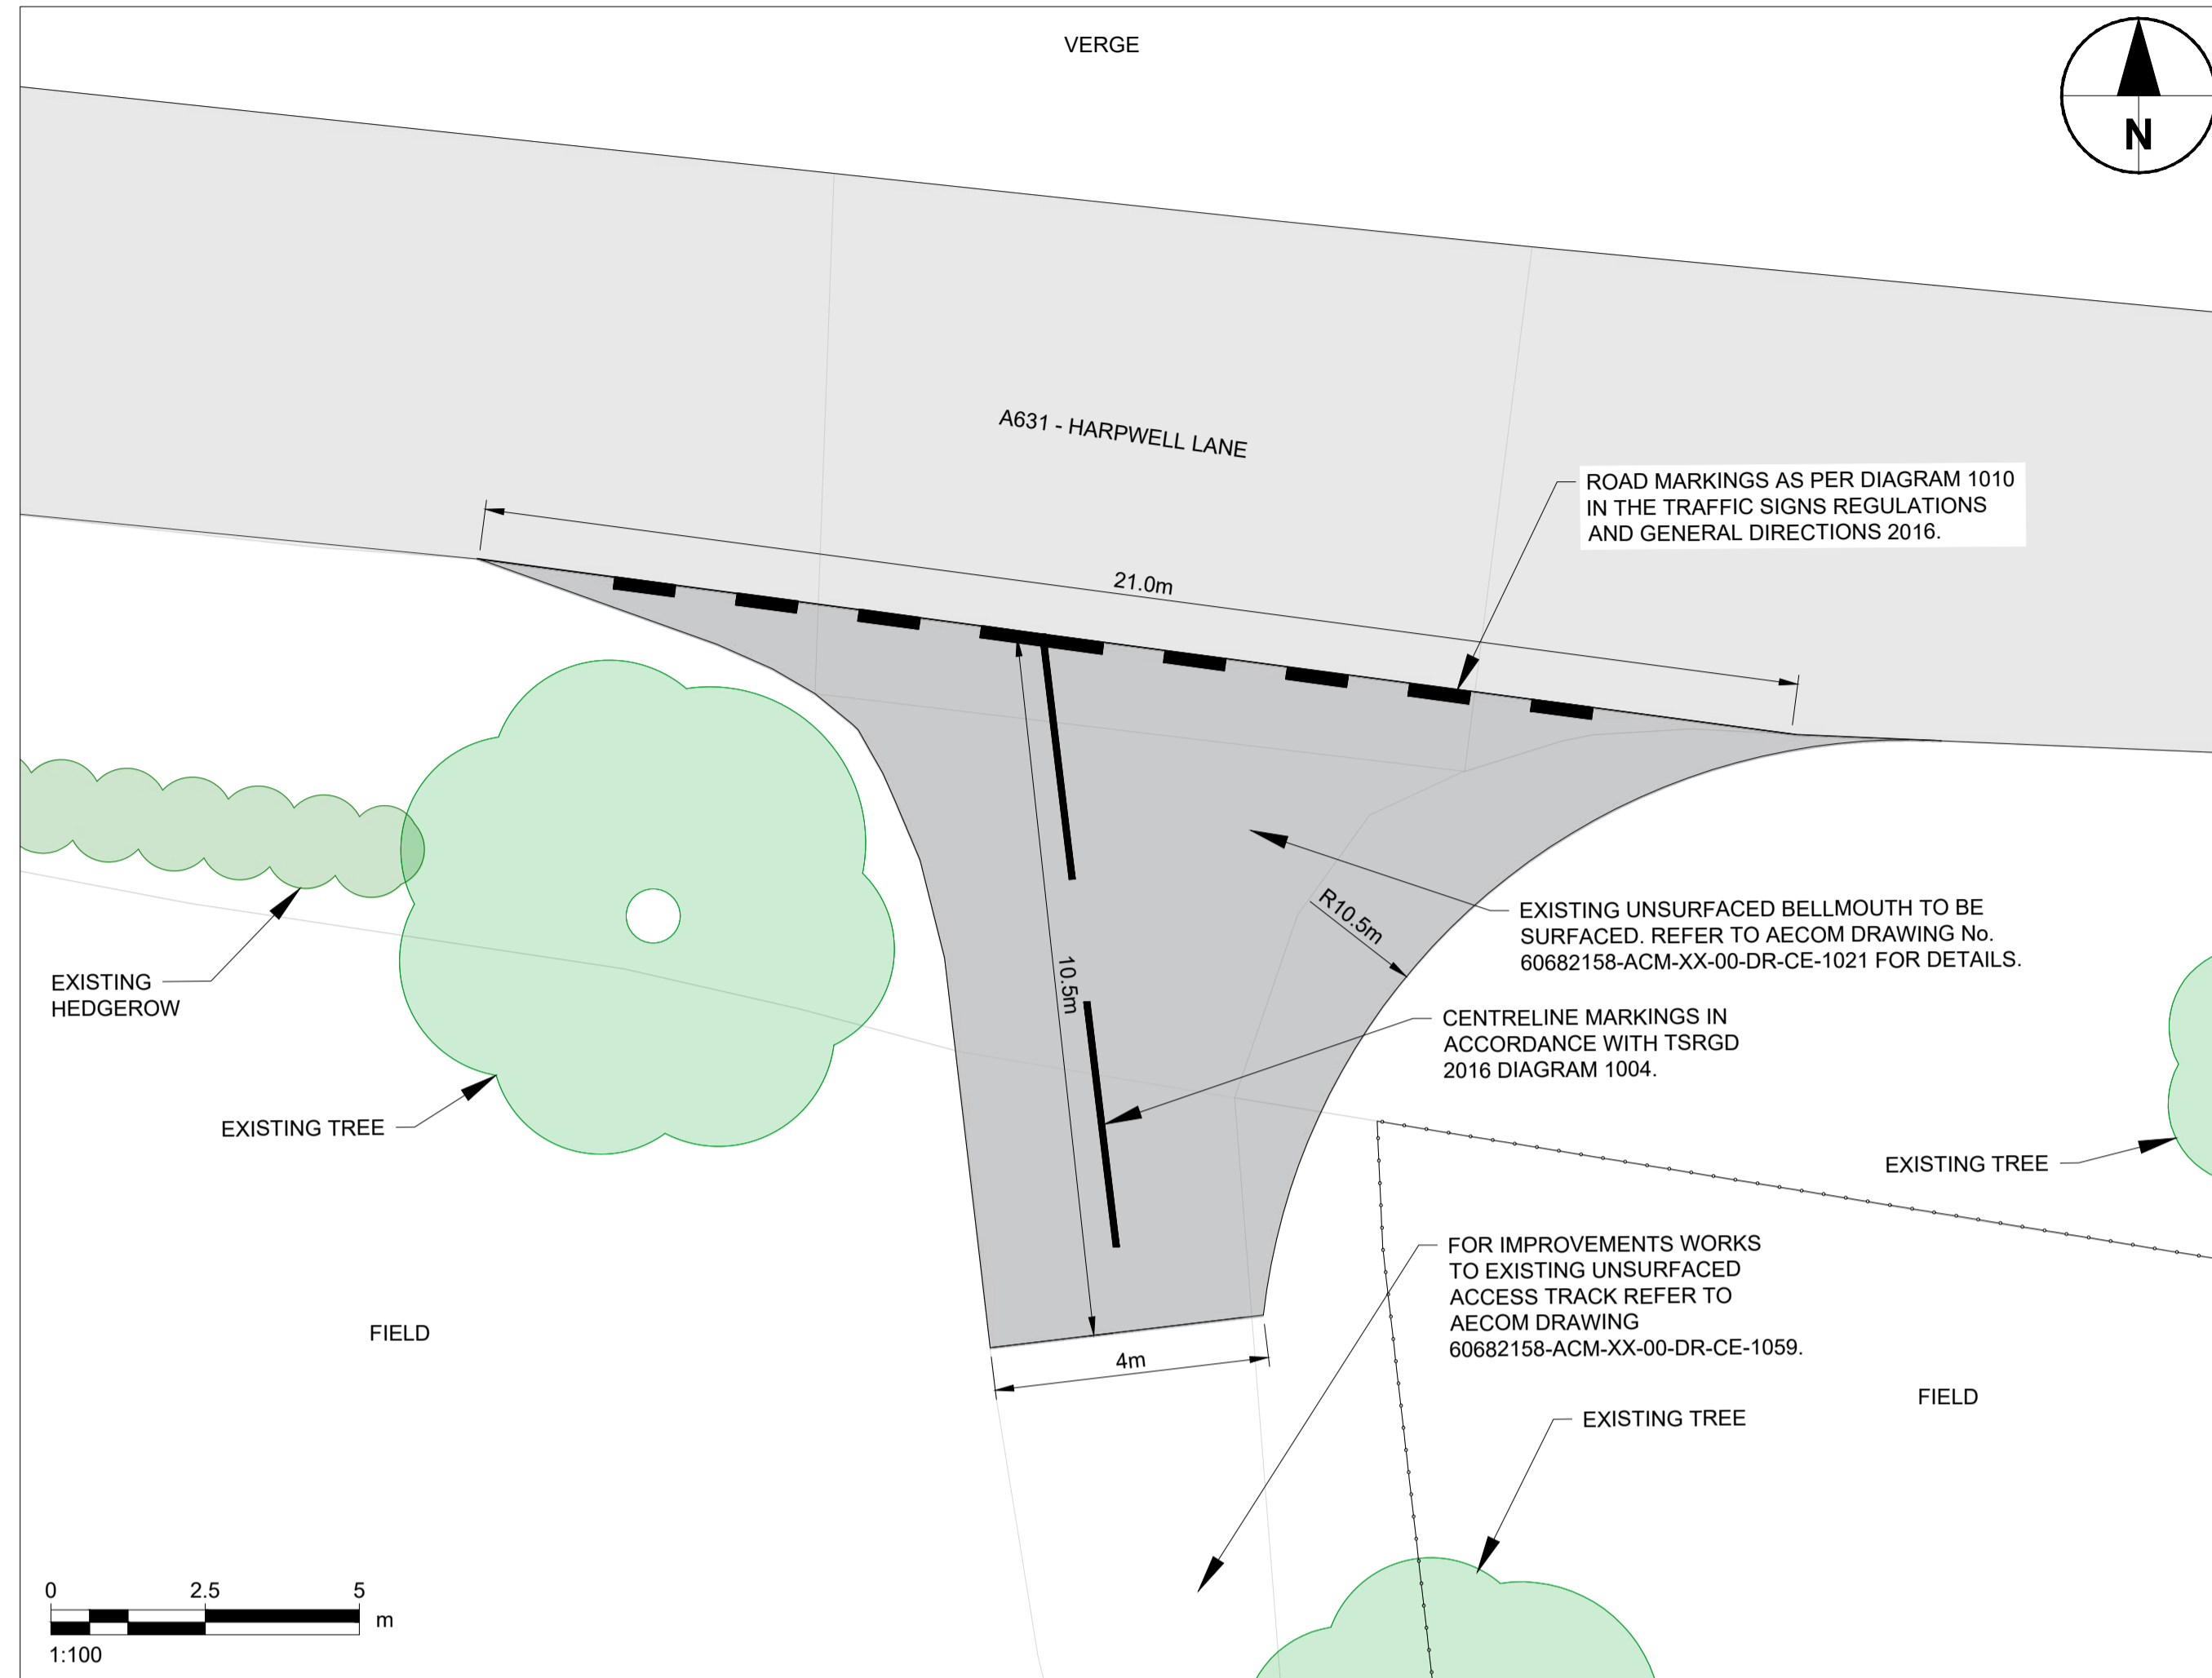 VERGE
N
A631 - HARPWELL LANE
ROAD MARKINGS AS PER DIAGRAM 1010
IN THE TRAFFIC SIGNS REGULATIONS
AND GENERAL DIRECTIONS 2016.
21.0m
R10.5m
EXISTING UNSURFACED BELLMOUTH TO BE
SURFACED. REFER TO AECOM DRAWING No.
60682158-ACM-XX-00-DR-CE-1021 FOR DETAILS.
10.5m
EXISTING
HEDGEROW
CENTRELINE MARKINGS IN
ACCORDANCE WITH TSRGD
2016 DIAGRAM 1004.
EXISTING TREE
EXISTING TREE
FOR IMPROVEMENTS WORKS
TO EXISTING UNSURFACED
ACCESS TRACK REFER TO
AECOM DRAWING
60682158-ACM-XX-00-DR-CE-1059.
FIELD
4m
FIELD
EXISTING TREE
0 2.5 5
m
1:100